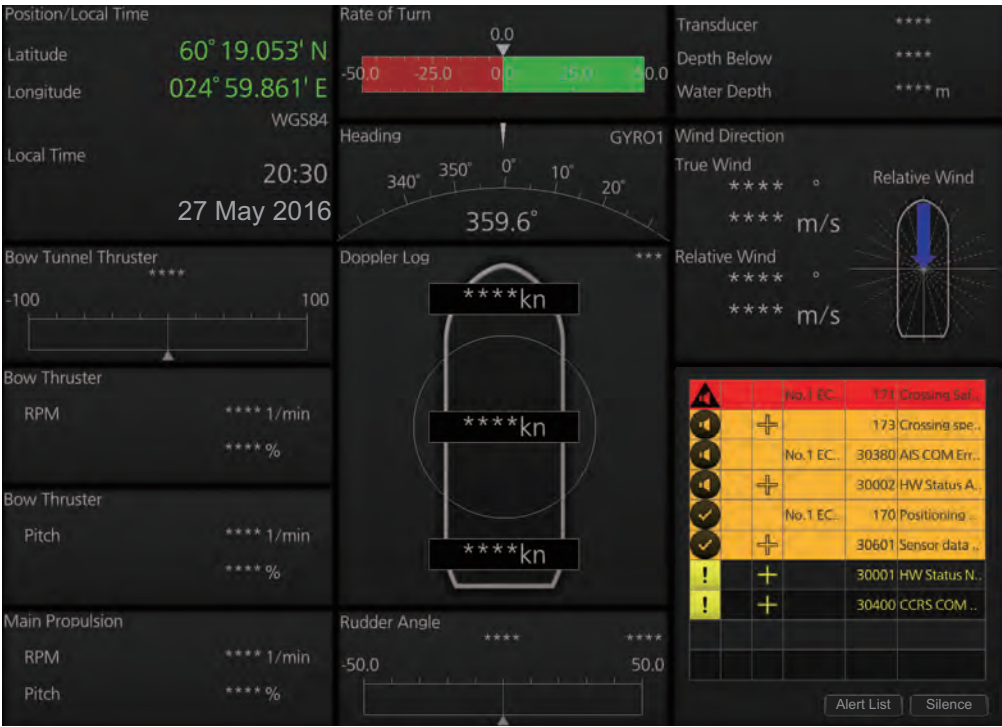 Position/Local Time
Latitude 60° 19.053' N
Longitude 024° 59.861' E
WGS84
Local Time
20:30
27 May 2016
Rate of Turn
0.0
-50.0 -25.0 0.0 25.0 50.0
Heading GYRO1
340° 350° 0° 10° 20°
359.6°
Transducer ****
Depth Below ****
Water Depth **** m
Wind Direction
True Wind
**** °
**** m/s
Relative Wind
Relative Wind
**** °
**** m/s
Bow Tunnel Thruster
****
-100 100
Bow Thruster
RPM **** 1/min
**** %
Bow Thruster
Pitch **** 1/min
**** %
Main Propulsion
RPM **** 1/min
Pitch **** %
Doppler Log ***
****kn
****kn
****kn
Rudder Angle
**** ****
-50.0 50.0
No.1 EC.. 171 Crossing Saf..
173 Crossing spe..
No.1 EC.. 30380 AIS COM Err..
30002 HW Status A..
No.1 EC.. 170 Positioning ..
30601 Sensor data ..
! 30001 HW Status N..
! 30400 CCRS COM ..
Alert List Silence